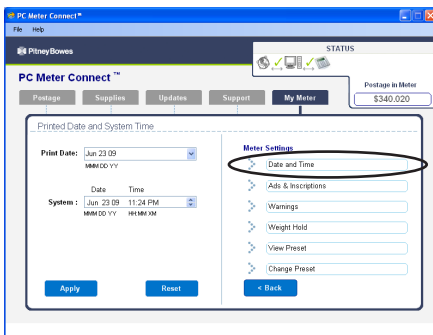 PC Meter Connect™
File Help
Pitney Bowes
STATUS
PC Meter Connect ™
Postage in Meter
$340.020
Postage Supplies Updates Support My Meter
Printed Date and System Time
Print Date: Jun 23 09
MMM DD YY
Date Time
System : Jun 23 09 11:24 PM
MMM DD YY HH:MM XM
Apply Reset
Meter Settings
Date and Time
Ads & Inscriptions
Warnings
Weight Hold
View Preset
Change Preset
< Back